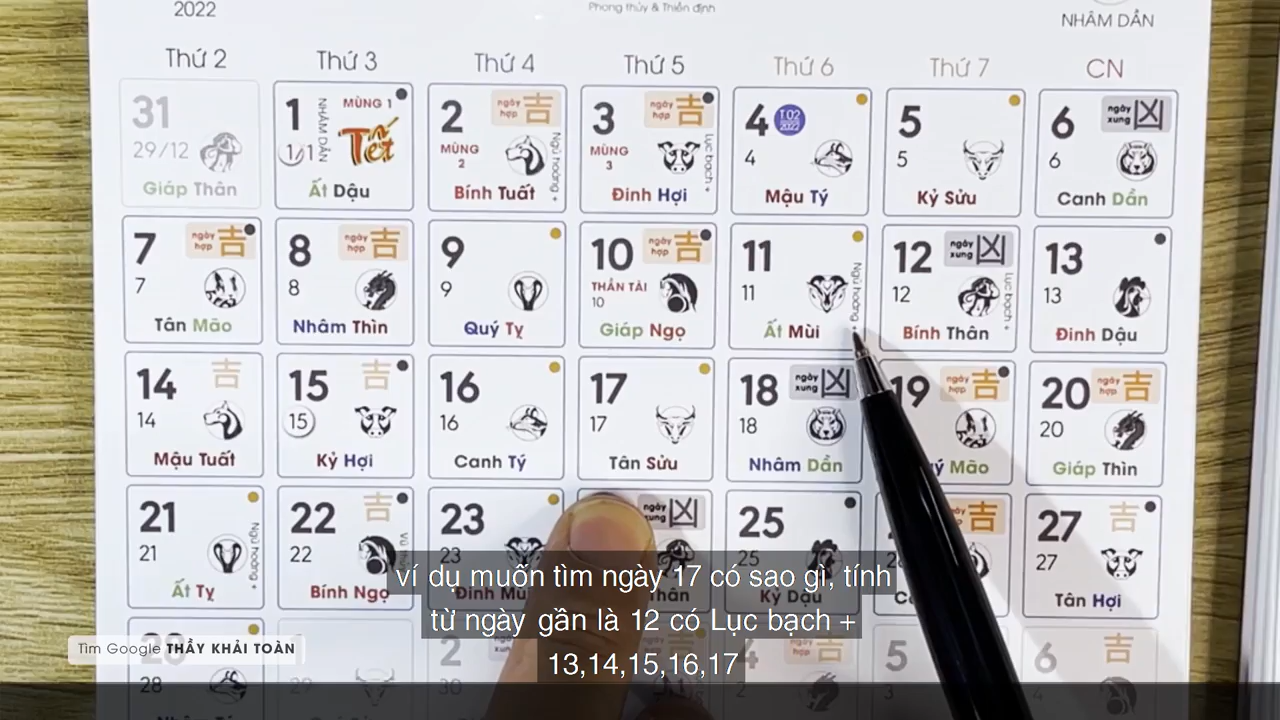 2022
Phong thủy & Thiền định
NHÂM DẦN
Thứ 2 Thứ 3 Thứ 4 Thứ 5 Thứ 6 Thứ 7 CN
31
29/12
Giáp Thân
1
MÙNG 1
NHÂM DẦN
Tết
1/1
Ất Dậu
2
ngày hợp 吉
MÙNG 2
Ngũ hoàng +
Bính Tuất
3
ngày hợp 吉
MÙNG 3
Lục bạch +
Đinh Hợi
4
4
Mậu Tý
5
5
Kỷ Sửu
6
ngày xung 凶
6
Canh Dần
7
ngày hợp 吉
7
Tân Mão
8
ngày hợp 吉
8
Nhâm Thìn
9
9
Quý Tỵ
10
ngày hợp 吉
THẦN TÀI
10
Giáp Ngọ
11
11
Ngũ hoàng
Ất Mùi
12
ngày xung 凶
12
Lục bạch +
Bính Thân
13
13
Đinh Dậu
14
吉
14
Mậu Tuất
15
吉
15
Kỷ Hợi
16
16
Canh Tý
17
17
Tân Sửu
18
ngày xung 凶
18
Nhâm Dần
19
ngày hợp 吉
Mão
20
ngày hợp 吉
20
Giáp Thìn
21
21
Ngũ hoàng +
Ất Tỵ
22
吉
22
Bính Ngọ
23
23
Đinh Mùi
ngày xung 凶
Thân
25
25
Kỷ Dậu
吉
27
吉
27
Tân Hợi
28
28
29
2
30
4
5
6
吉
ví dụ muốn tìm ngày 17 có sao gì, tính
từ ngày gần là 12 có Lục bạch +
13,14,15,16,17
Tìm Google THẦY KHẢI TOÀN